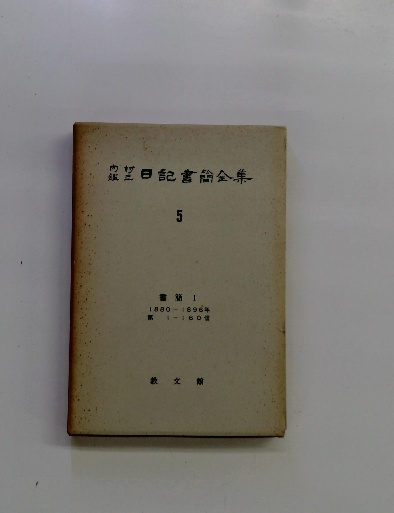 内村鑑三日記書簡全集
5
書簡 I
1880－1896年
第 1－160信
教文館